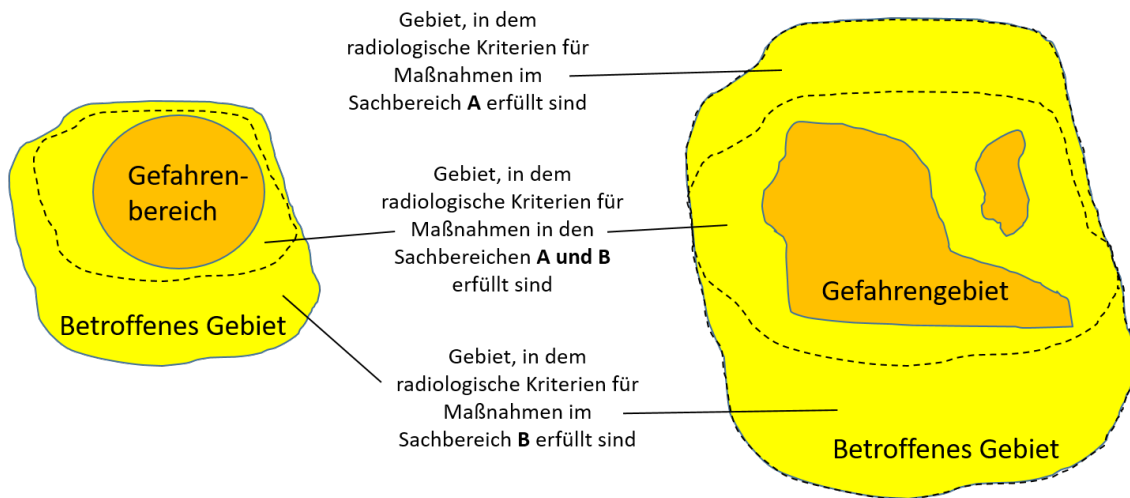 Gebiet, in dem
radiologische Kriterien für
Maßnahmen im
Sachbereich A erfüllt sind
Gefahren-
bereich
Gebiet, in dem
radiologische Kriterien für
Maßnahmen in den
Sachbereichen A und B
erfüllt sind
Gefahrengebiet
Betroffenes Gebiet
Gebiet, in dem
radiologische Kriterien für
Maßnahmen im
Sachbereich B erfüllt sind
Betroffenes Gebiet